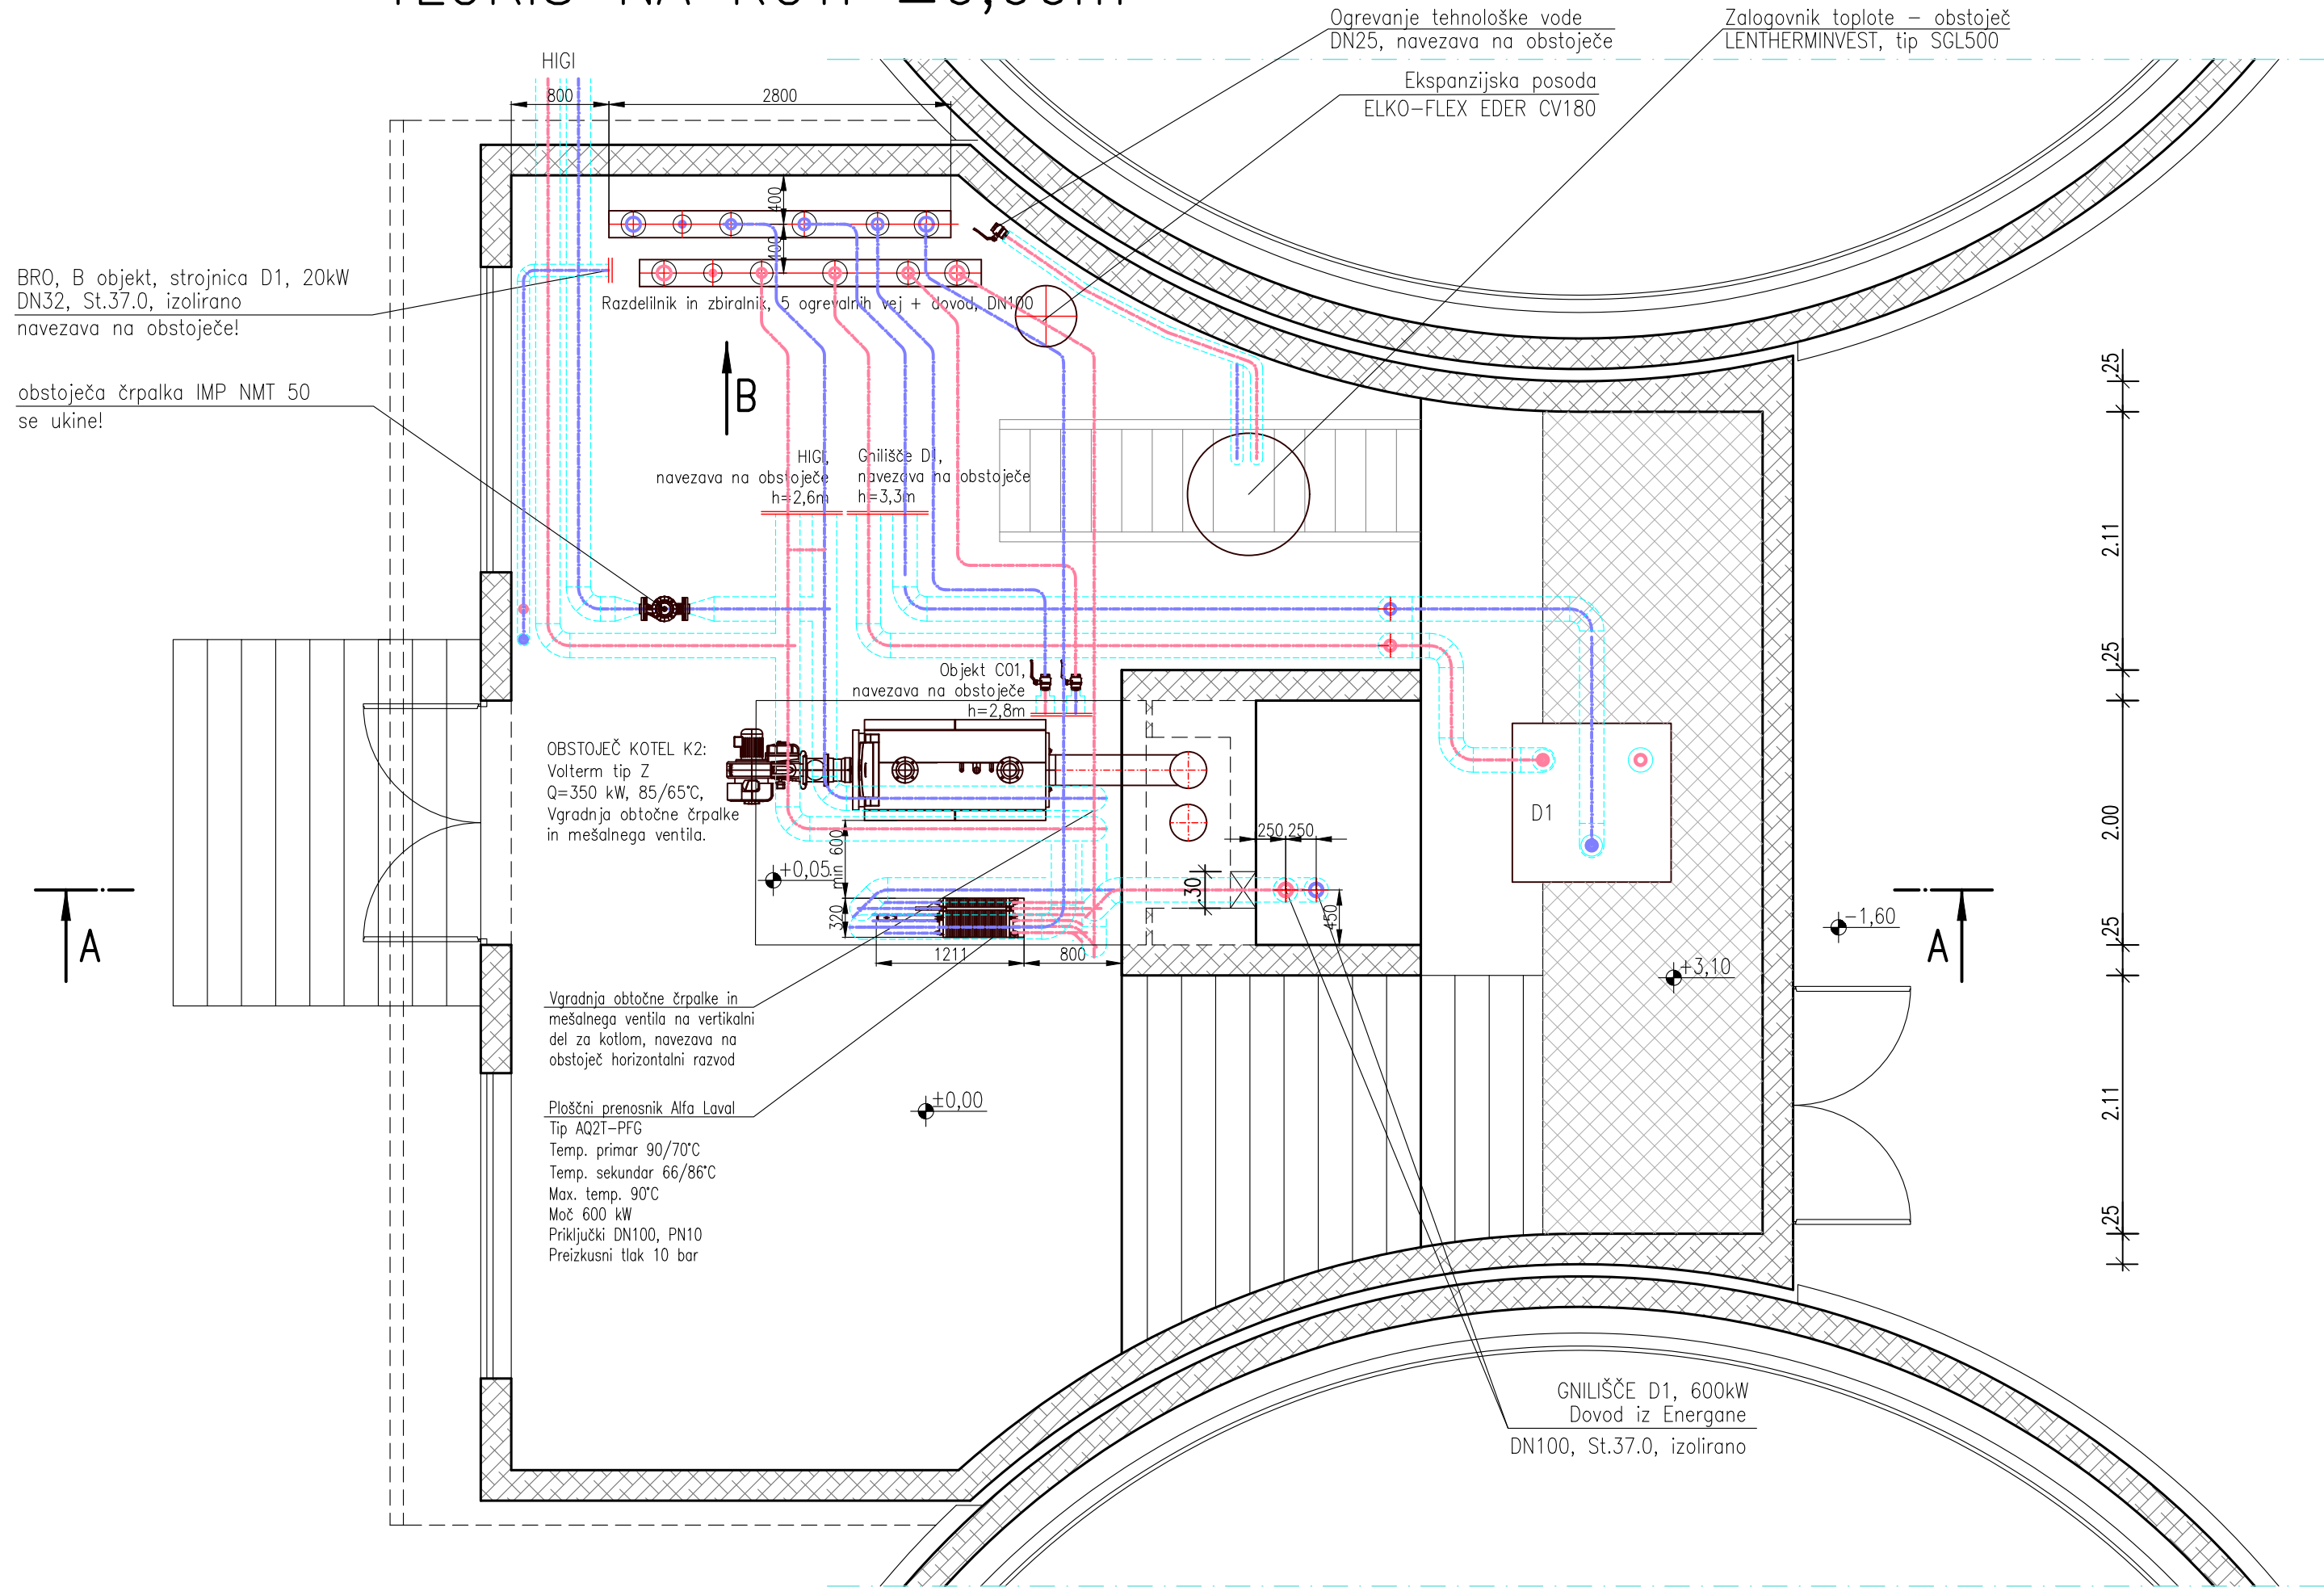 TLORIS NA KOTI ±0,00m
Ogrevanje tehnološke vode
DN25, navezava na obstoječe
Zalogovnik toplote – obstoječ
LENTHERMINVEST, tip SGL500
Ekspanzijska posoda
ELKO–FLEX EDER CV180
HIGI
800
2800
400
400
BRO, B objekt, strojnica D1, 20kW
DN32, St.37.0, izolirano
navezava na obstoječe!
Razdelilnik in zbiralnik, 5 ogrevalnih vej + dovod, DN100
obstoječa črpalka IMP NMT 50
se ukine!
B
HIGI,
navezava na obstoječe
h=2,6m
Gnilišče D1,
navezava na obstoječe
h=3,3m
Objekt C01,
navezava na obstoječe
h=2,8m
OBSTOJEČ KOTEL K2:
Volterm tip Z
Q=350 kW, 85/65°C,
Vgradnja obtočne črpalke
in mešalnega ventila.
+0,05
min 600
320
1211
800
250
250
30
450
D1
A
A
−1,60
+3,10
±0,00
Vgradnja obtočne črpalke in
mešalnega ventila na vertikalni
del za kotlom, navezava na
obstoječ horizontalni razvod
Ploščni prenosnik Alfa Laval
Tip AQ2T–PFG
Temp. primar 90/70°C
Temp. sekundar 66/86°C
Max. temp. 90°C
Moč 600 kW
Priključki DN100, PN10
Preizkusni tlak 10 bar
GNILIŠČE D1, 600kW
Dovod iz Energane
DN100, St.37.0, izolirano
.25
2.11
.25
2.00
.25
2.11
.25